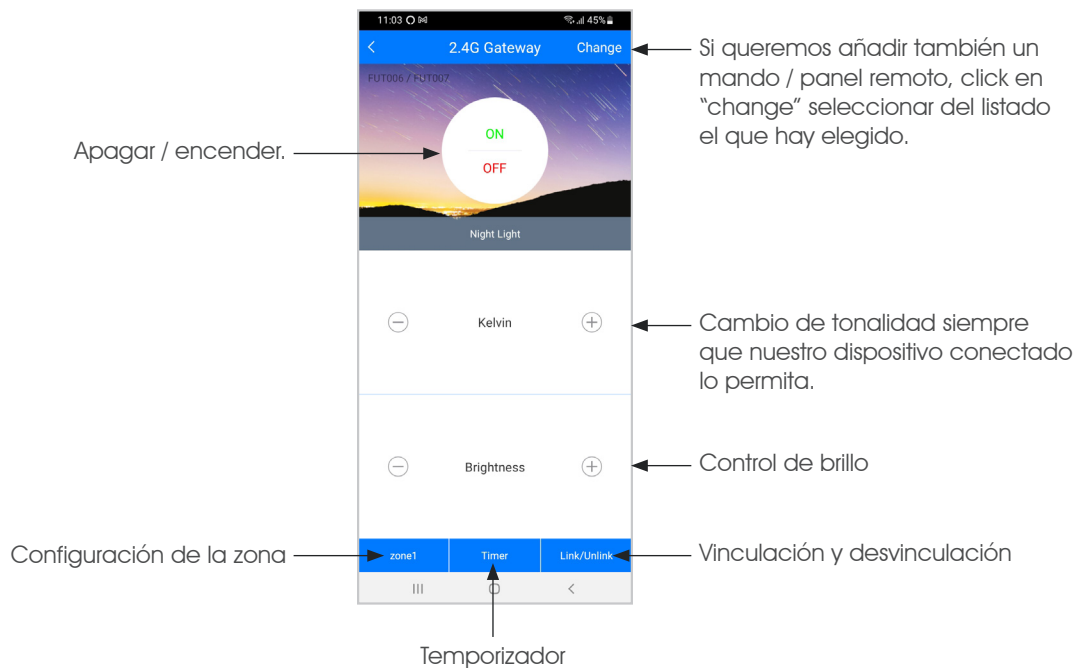 11:03
45%
2.4G Gateway
Change
FUT006 / FUT007
ON
OFF
Night Light
Kelvin
Brightness
zone1
Timer
Link/Unlink
Si queremos añadir también un
mando / panel remoto, click en
“change” seleccionar del listado
el que hay elegido.
Apagar / encender.
Cambio de tonalidad siempre
que nuestro dispositivo conectado
lo permita.
Control de brillo
Configuración de la zona
Vinculación y desvinculación
Temporizador